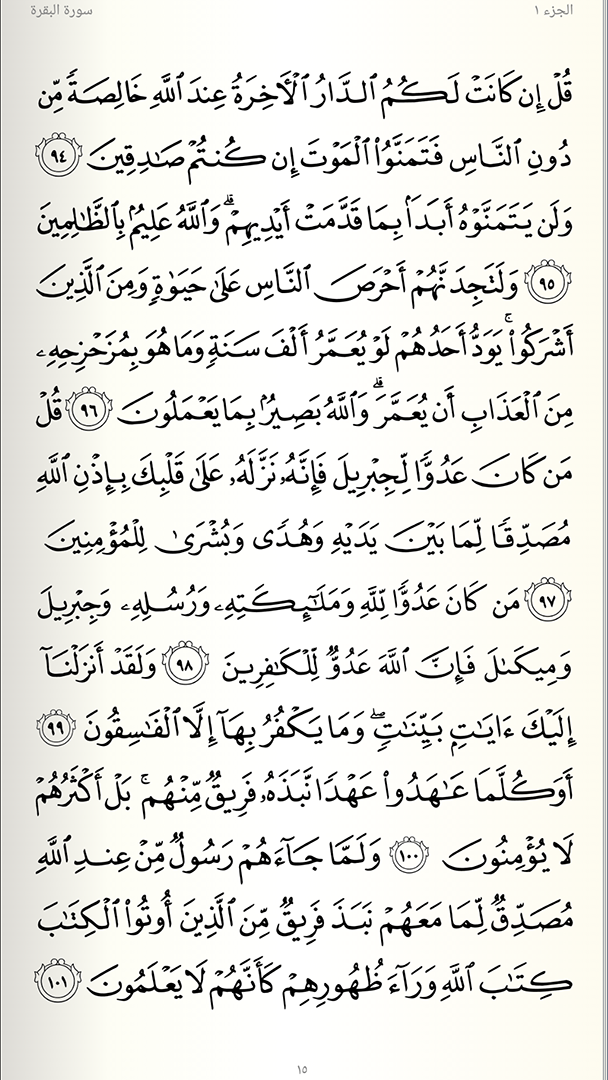 الجزء ١
سورة البقرة
قُلْ إِن كَانَتْ لَكُمُ ٱلدَّارُ ٱلْأَخِرَةُ عِندَ ٱللَّهِ خَالِصَةً مِّن
دُونِ ٱلنَّاسِ فَتَمَنَّوُا۟ ٱلْمَوْتَ إِن كُنتُمْ صَٰدِقِينَ ٩٤
وَلَن يَتَمَنَّوْهُ أَبَدًۢا بِمَا قَدَّمَتْ أَيْدِيهِمْ ۗ وَٱللَّهُ عَلِيمٌۢ بِٱلظَّٰلِمِينَ
٩٥ وَلَتَجِدَنَّهُمْ أَحْرَصَ ٱلنَّاسِ عَلَىٰ حَيَوٰةٍ وَمِنَ ٱلَّذِينَ
أَشْرَكُوا۟ ۚ يَوَدُّ أَحَدُهُمْ لَوْ يُعَمَّرُ أَلْفَ سَنَةٍ وَمَا هُوَ بِمُزَحْزِحِهِۦ
مِنَ ٱلْعَذَابِ أَن يُعَمَّرَ ۗ وَٱللَّهُ بَصِيرٌۢ بِمَا يَعْمَلُونَ ٩٦ قُلْ
مَن كَانَ عَدُوًّا لِّجِبْرِيلَ فَإِنَّهُۥ نَزَّلَهُۥ عَلَىٰ قَلْبِكَ بِإِذْنِ ٱللَّهِ
مُصَدِّقًا لِّمَا بَيْنَ يَدَيْهِ وَهُدًى وَبُشْرَىٰ لِلْمُؤْمِنِينَ
٩٧ مَن كَانَ عَدُوًّا لِّلَّهِ وَمَلَٰٓئِكَتِهِۦ وَرُسُلِهِۦ وَجِبْرِيلَ
وَمِيكَىٰلَ فَإِنَّ ٱللَّهَ عَدُوٌّ لِّلْكَٰفِرِينَ ٩٨ وَلَقَدْ أَنزَلْنَآ
إِلَيْكَ ءَايَٰتٍۭ بَيِّنَٰتٍ ۖ وَمَا يَكْفُرُ بِهَآ إِلَّا ٱلْفَٰسِقُونَ ٩٩
أَوَكُلَّمَا عَٰهَدُوا۟ عَهْدًا نَّبَذَهُۥ فَرِيقٌ مِّنْهُم ۚ بَلْ أَكْثَرُهُمْ
لَا يُؤْمِنُونَ ١٠٠ وَلَمَّا جَآءَهُمْ رَسُولٌ مِّنْ عِندِ ٱللَّهِ
مُصَدِّقٌ لِّمَا مَعَهُمْ نَبَذَ فَرِيقٌ مِّنَ ٱلَّذِينَ أُوتُوا۟ ٱلْكِتَٰبَ
كِتَٰبَ ٱللَّهِ وَرَآءَ ظُهُورِهِمْ كَأَنَّهُمْ لَا يَعْلَمُونَ ١٠١
١٥